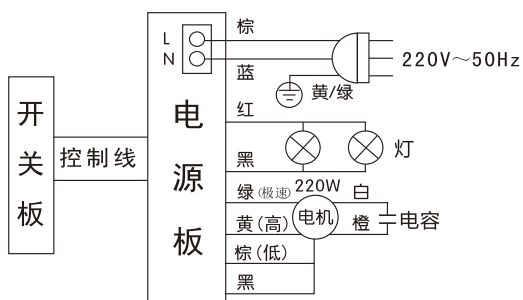 L 棕
N 蓝
220V～50Hz
黄/绿
红
黑
灯
开关板
控制线
电源板
绿(极速) 220W 白
黄(高) 电机 橙 电容
棕(低)
黑